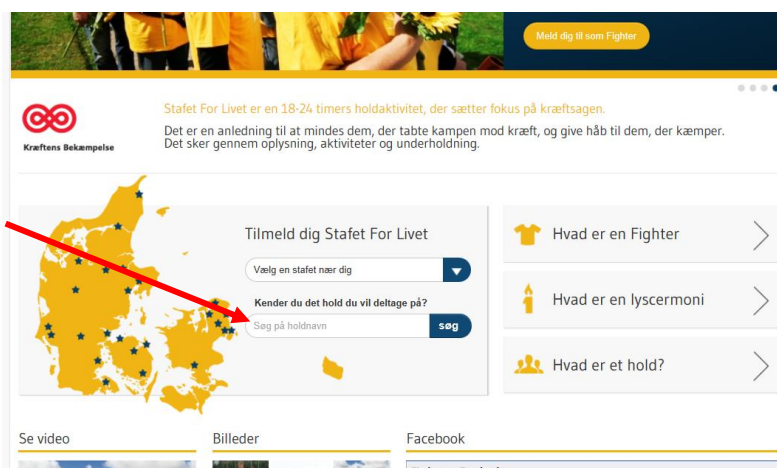 Meld dig til som Fighter
Stafet For Livet er en 18-24 timers holdaktivitet, der sætter fokus på kræftsagen.
Det er en anledning til at mindes dem, der tabte kampen mod kræft, og give håb til dem, der kæmper.
Det sker gennem oplysning, aktiviteter og underholdning.
Kræftens Bekæmpelse
Tilmeld dig Stafet For Livet
Vælg en stafet nær dig
Kender du det hold du vil deltage på?
Søg på holdnavn
søg
Hvad er en Fighter
Hvad er en lyscermoni
Hvad er et hold?
Se video
Billeder
Facebook